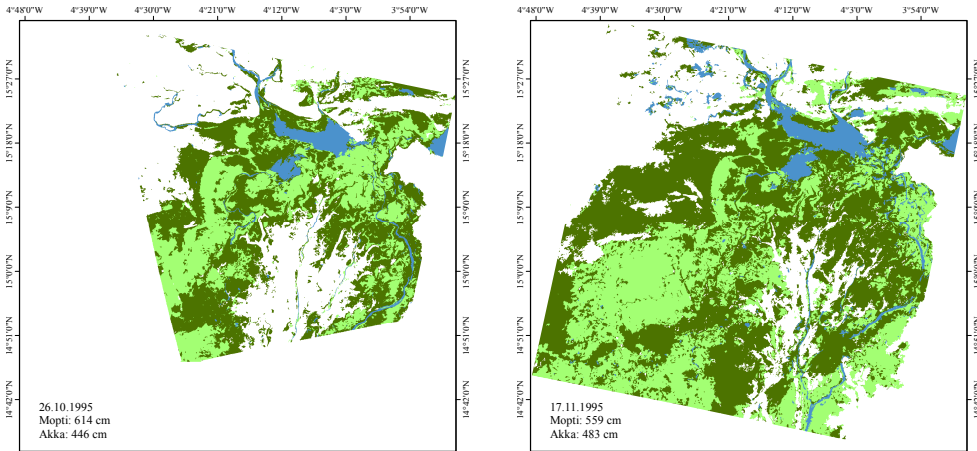 4°48'0"W 4°39'0"W 4°30'0"W 4°21'0"W 4°12'0"W 4°3'0"W 3°54'0"W
15°27'0"N
15°18'0"N
15°9'0"N
15°0'0"N
14°51'0"N
14°42'0"N
26.10.1995
Mopti: 614 cm
Akka: 446 cm
4°48'0"W 4°39'0"W 4°30'0"W 4°21'0"W 4°12'0"W 4°3'0"W 3°54'0"W
15°27'0"N
15°18'0"N
15°9'0"N
15°0'0"N
14°51'0"N
14°42'0"N
17.11.1995
Mopti: 559 cm
Akka: 483 cm